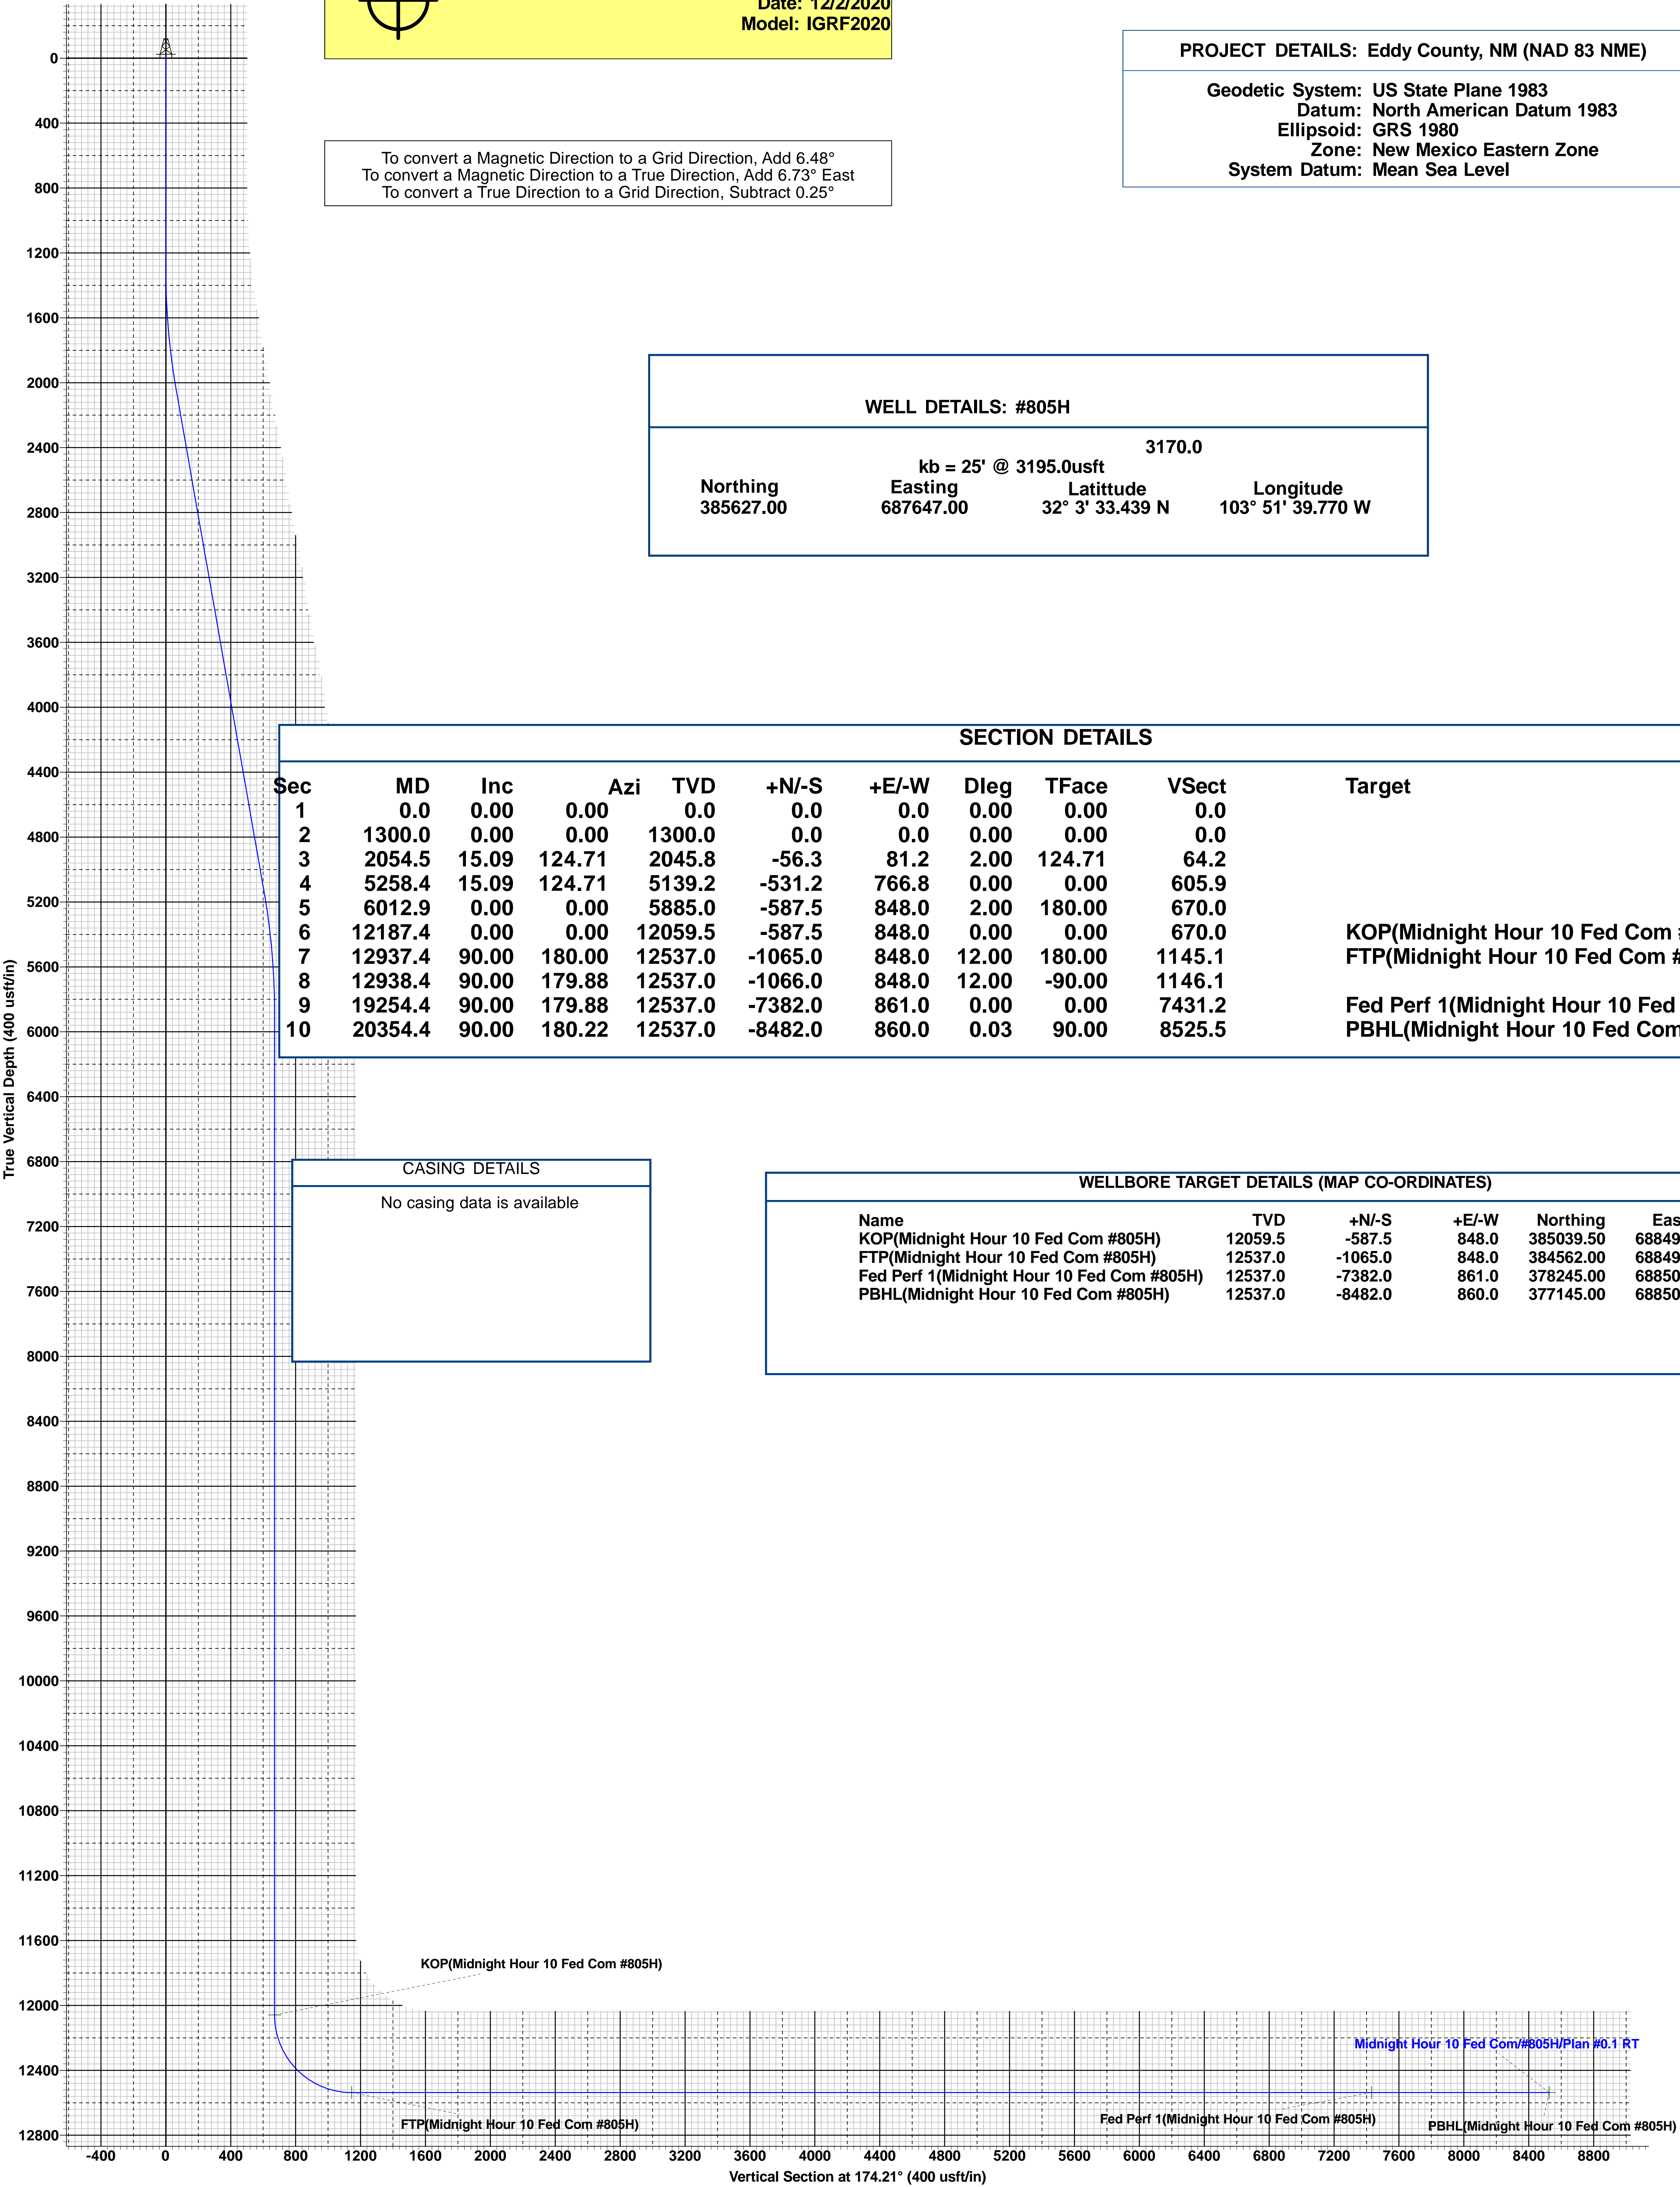 Date: 12/2/2020
Model: IGRF2020
PROJECT DETAILS: Eddy County, NM (NAD 83 NME)
Geodetic System: US State Plane 1983
Datum: North American Datum 1983
Ellipsoid: GRS 1980
Zone: New Mexico Eastern Zone
System Datum: Mean Sea Level
To convert a Magnetic Direction to a Grid Direction, Add 6.48°
To convert a Magnetic Direction to a True Direction, Add 6.73° East
To convert a True Direction to a Grid Direction, Subtract 0.25°
WELL DETAILS: #805H
3170.0
kb = 25' @ 3195.0usft
Northing Easting Latittude Longitude
385627.00 687647.00 32° 3' 33.439 N 103° 51' 39.770 W
SECTION DETAILS
Sec MD Inc Azi TVD +N/-S +E/-W Dleg TFace VSect Target
1 0.0 0.00 0.00 0.0 0.0 0.0 0.00 0.00 0.0
2 1300.0 0.00 0.00 1300.0 0.0 0.0 0.00 0.00 0.0
3 2054.5 15.09 124.71 2045.8 -56.3 81.2 2.00 124.71 64.2
4 5258.4 15.09 124.71 5139.2 -531.2 766.8 0.00 0.00 605.9
5 6012.9 0.00 0.00 5885.0 -587.5 848.0 2.00 180.00 670.0
6 12187.4 0.00 0.00 12059.5 -587.5 848.0 0.00 0.00 670.0 KOP(Midnight Hour 10 Fed Com
7 12937.4 90.00 180.00 12537.0 -1065.0 848.0 12.00 180.00 1145.1 FTP(Midnight Hour 10 Fed Com
8 12938.4 90.00 179.88 12537.0 -1066.0 848.0 12.00 -90.00 1146.1
9 19254.4 90.00 179.88 12537.0 -7382.0 861.0 0.00 0.00 7431.2 Fed Perf 1(Midnight Hour 10 Fed
10 20354.4 90.00 180.22 12537.0 -8482.0 860.0 0.03 90.00 8525.5 PBHL(Midnight Hour 10 Fed Com
CASING DETAILS
No casing data is available
WELLBORE TARGET DETAILS (MAP CO-ORDINATES)
Name TVD +N/-S +E/-W Northing Eas
KOP(Midnight Hour 10 Fed Com #805H) 12059.5 -587.5 848.0 385039.50 68849
FTP(Midnight Hour 10 Fed Com #805H) 12537.0 -1065.0 848.0 384562.00 68849
Fed Perf 1(Midnight Hour 10 Fed Com #805H) 12537.0 -7382.0 861.0 378245.00 68850
PBHL(Midnight Hour 10 Fed Com #805H) 12537.0 -8482.0 860.0 377145.00 68850
True Vertical Depth (400 usft/in)
0
400
800
1200
1600
2000
2400
2800
3200
3600
4000
4400
4800
5200
5600
6000
6400
6800
7200
7600
8000
8400
8800
9200
9600
10000
10400
10800
11200
11600
12000
12400
12800
KOP(Midnight Hour 10 Fed Com #805H)
Midnight Hour 10 Fed Com/#805H/Plan #0.1 RT
FTP(Midnight Hour 10 Fed Com #805H)
Fed Perf 1(Midnight Hour 10 Fed Com #805H)
PBHL(Midnight Hour 10 Fed Com #805H)
-400 0 400 800 1200 1600 2000 2400 2800 3200 3600 4000 4400 4800 5200 5600 6000 6400 6800 7200 7600 8000 8400 8800
Vertical Section at 174.21° (400 usft/in)